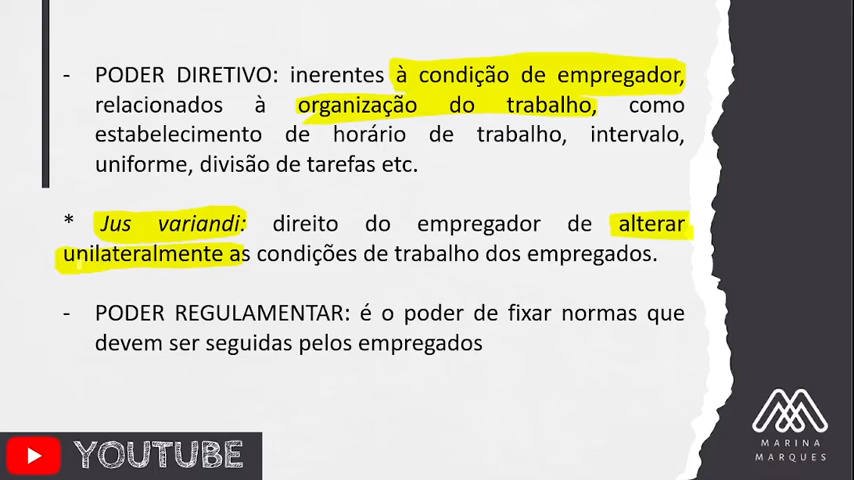 - PODER DIRETIVO: inerentes à condição de empregador,
relacionados à organização do trabalho, como
estabelecimento de horário de trabalho, intervalo,
uniforme, divisão de tarefas etc.
* Jus variandi: direito do empregador de alterar
unilateralmente as condições de trabalho dos empregados.
- PODER REGULAMENTAR: é o poder de fixar normas que
devem ser seguidas pelos empregados
YOUTUBE
MARINA
MARQUES